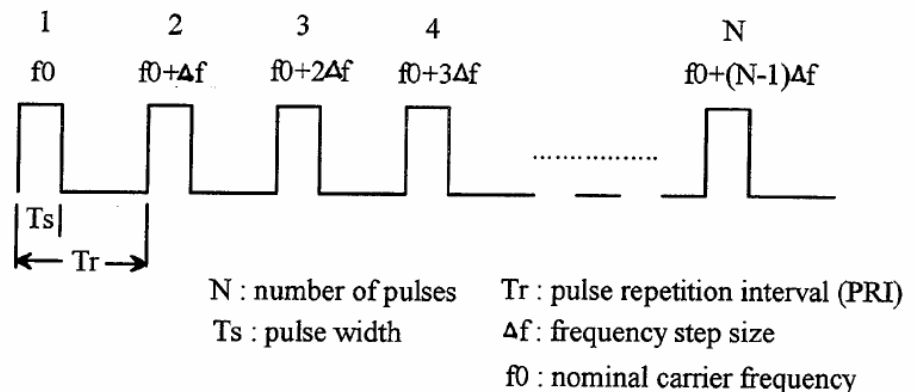 1 2 3 4 N
f0 f0+Δf f0+2Δf f0+3Δf f0+(N-1)Δf
Ts
Tr
N : number of pulses Tr : pulse repetition interval (PRI)
Ts : pulse width Δf : frequency step size
f0 : nominal carrier frequency